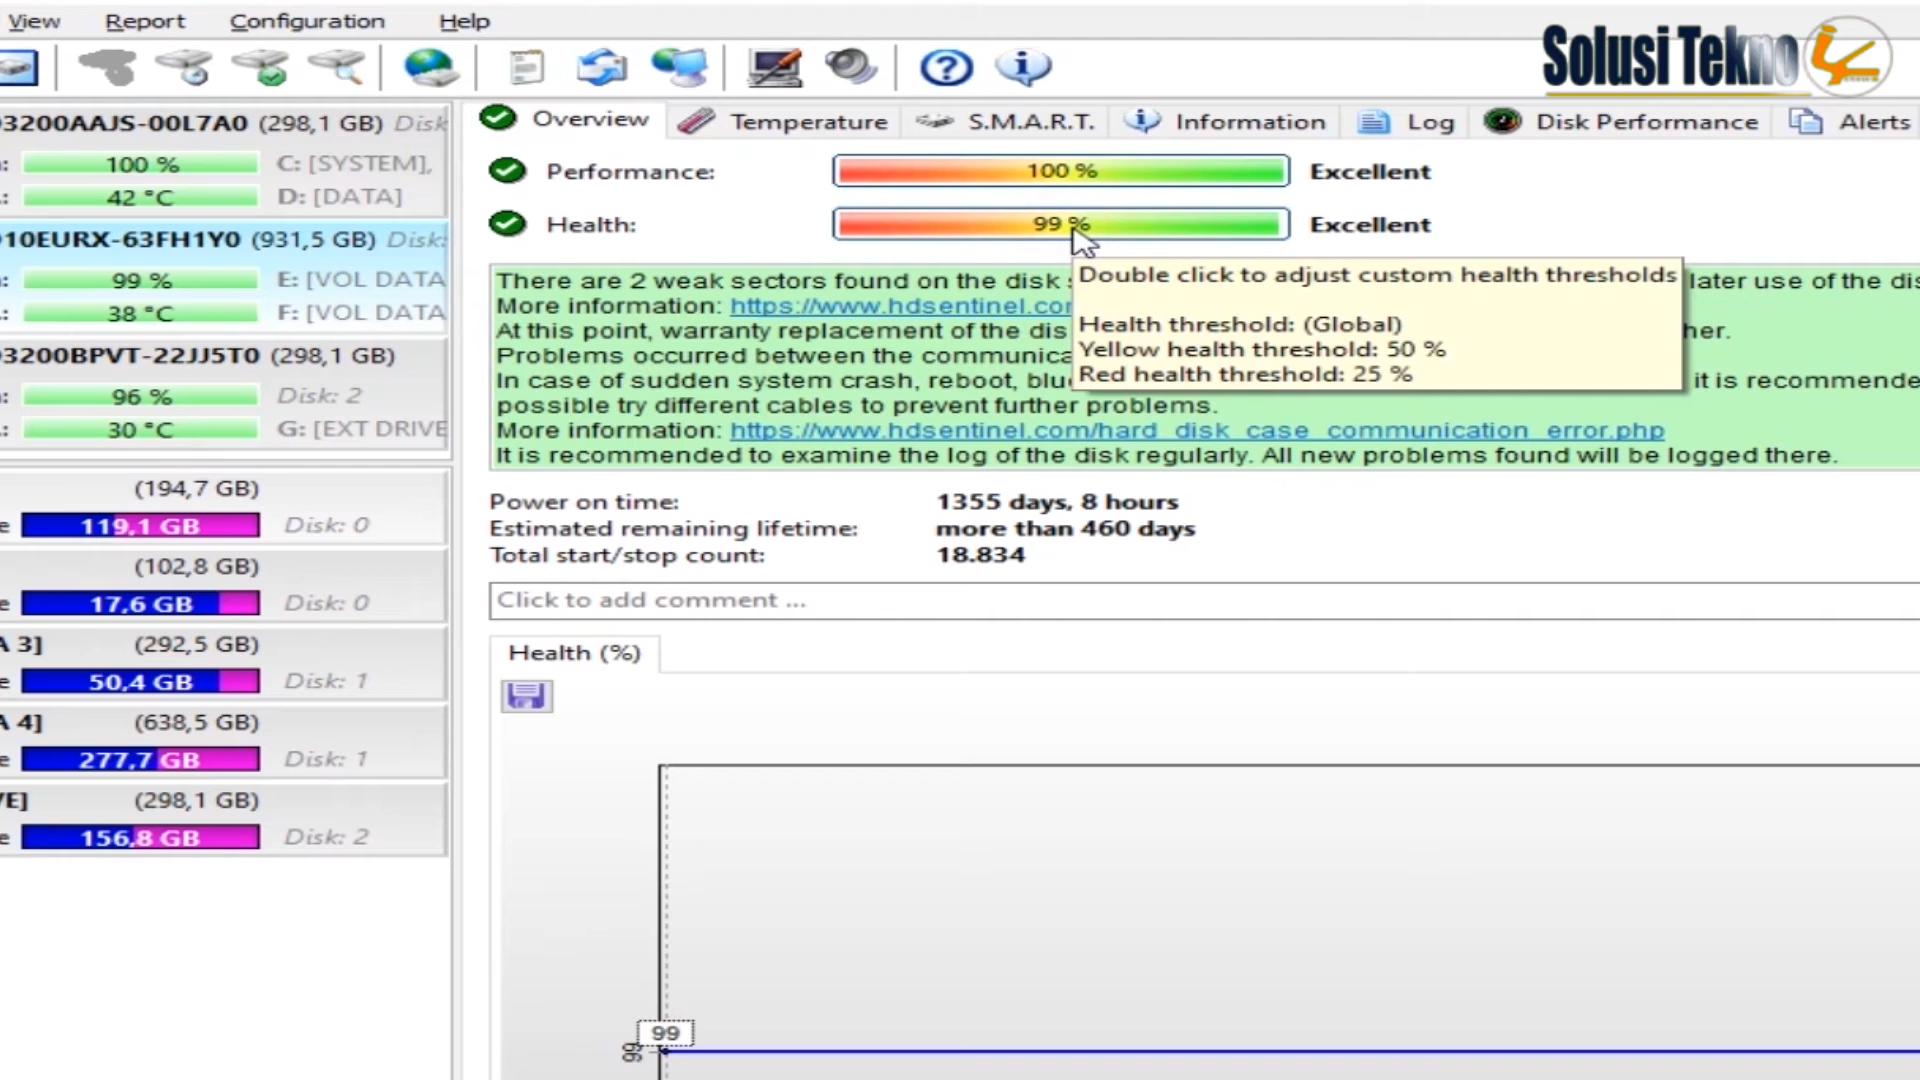 View Report Configuration Help
Solusi Tekno
3200AAJS-00L7A0 (298,1 GB) Disk
100 % C: [SYSTEM],
42 °C D: [DATA]
10EURX-63FH1Y0 (931,5 GB) Disk:
99 % E: [VOL DATA
38 °C F: [VOL DATA
3200BPVT-22JJ5T0 (298,1 GB)
96 % Disk: 2
30 °C G: [EXT DRIVE
(194,7 GB)
119,1 GB Disk: 0
(102,8 GB)
17,6 GB Disk: 0
A 3] (292,5 GB)
50,4 GB Disk: 1
A 4] (638,5 GB)
277,7 GB Disk: 1
VE] (298,1 GB)
156,8 GB Disk: 2
Overview Temperature S.M.A.R.T. Information Log Disk Performance Alerts
Performance: 100 % Excellent
Health: 99 % Excellent
There are 2 weak sectors found on the disk later use of the dis
More information: https://www.hdsentinel.co
At this point, warranty replacement of the dis her.
Problems occurred between the communica
In case of sudden system crash, reboot, blu it is recommende
possible try different cables to prevent further problems.
More information: https://www.hdsentinel.com/hard_disk_case_communication_error.php
It is recommended to examine the log of the disk regularly. All new problems found will be logged there.
Double click to adjust custom health thresholds
Health threshold: (Global)
Yellow health threshold: 50 %
Red health threshold: 25 %
Power on time: 1355 days, 8 hours
Estimated remaining lifetime: more than 460 days
Total start/stop count: 18.834
Click to add comment ...
Health (%)
99
99